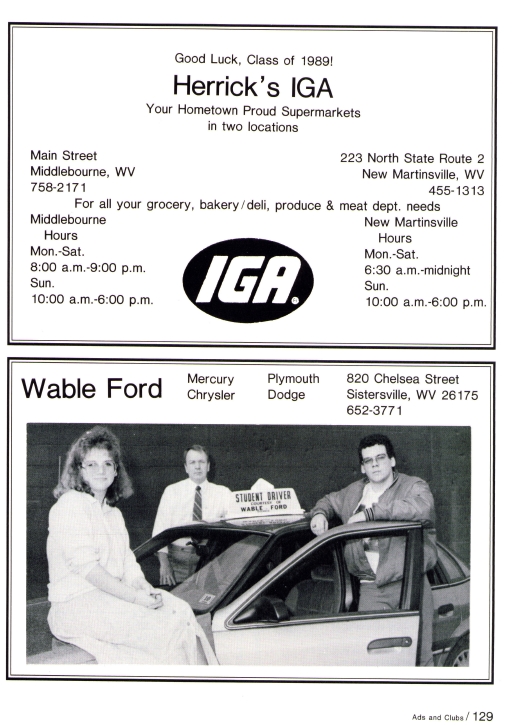 Good Luck, Class of 1989!
Herrick's IGA
Your Hometown Proud Supermarkets
in two locations
Main Street
Middlebourne, WV
758-2171
223 North State Route 2
New Martinsville, WV
455-1313
For all your grocery, bakery/deli, produce & meat dept. needs
Middlebourne
Hours
Mon.-Sat.
8:00 a.m.-9:00 p.m.
Sun.
10:00 a.m.-6:00 p.m.
IGA®
New Martinsville
Hours
Mon.-Sat.
6:30 a.m.-midnight
Sun.
10:00 a.m.-6:00 p.m.
Wable Ford
Mercury
Chrysler
Plymouth
Dodge
820 Chelsea Street
Sistersville, WV 26175
652-3771
STUDENT DRIVER
COURTESY OF
WABLE FORD
Ads and Clubs / 129